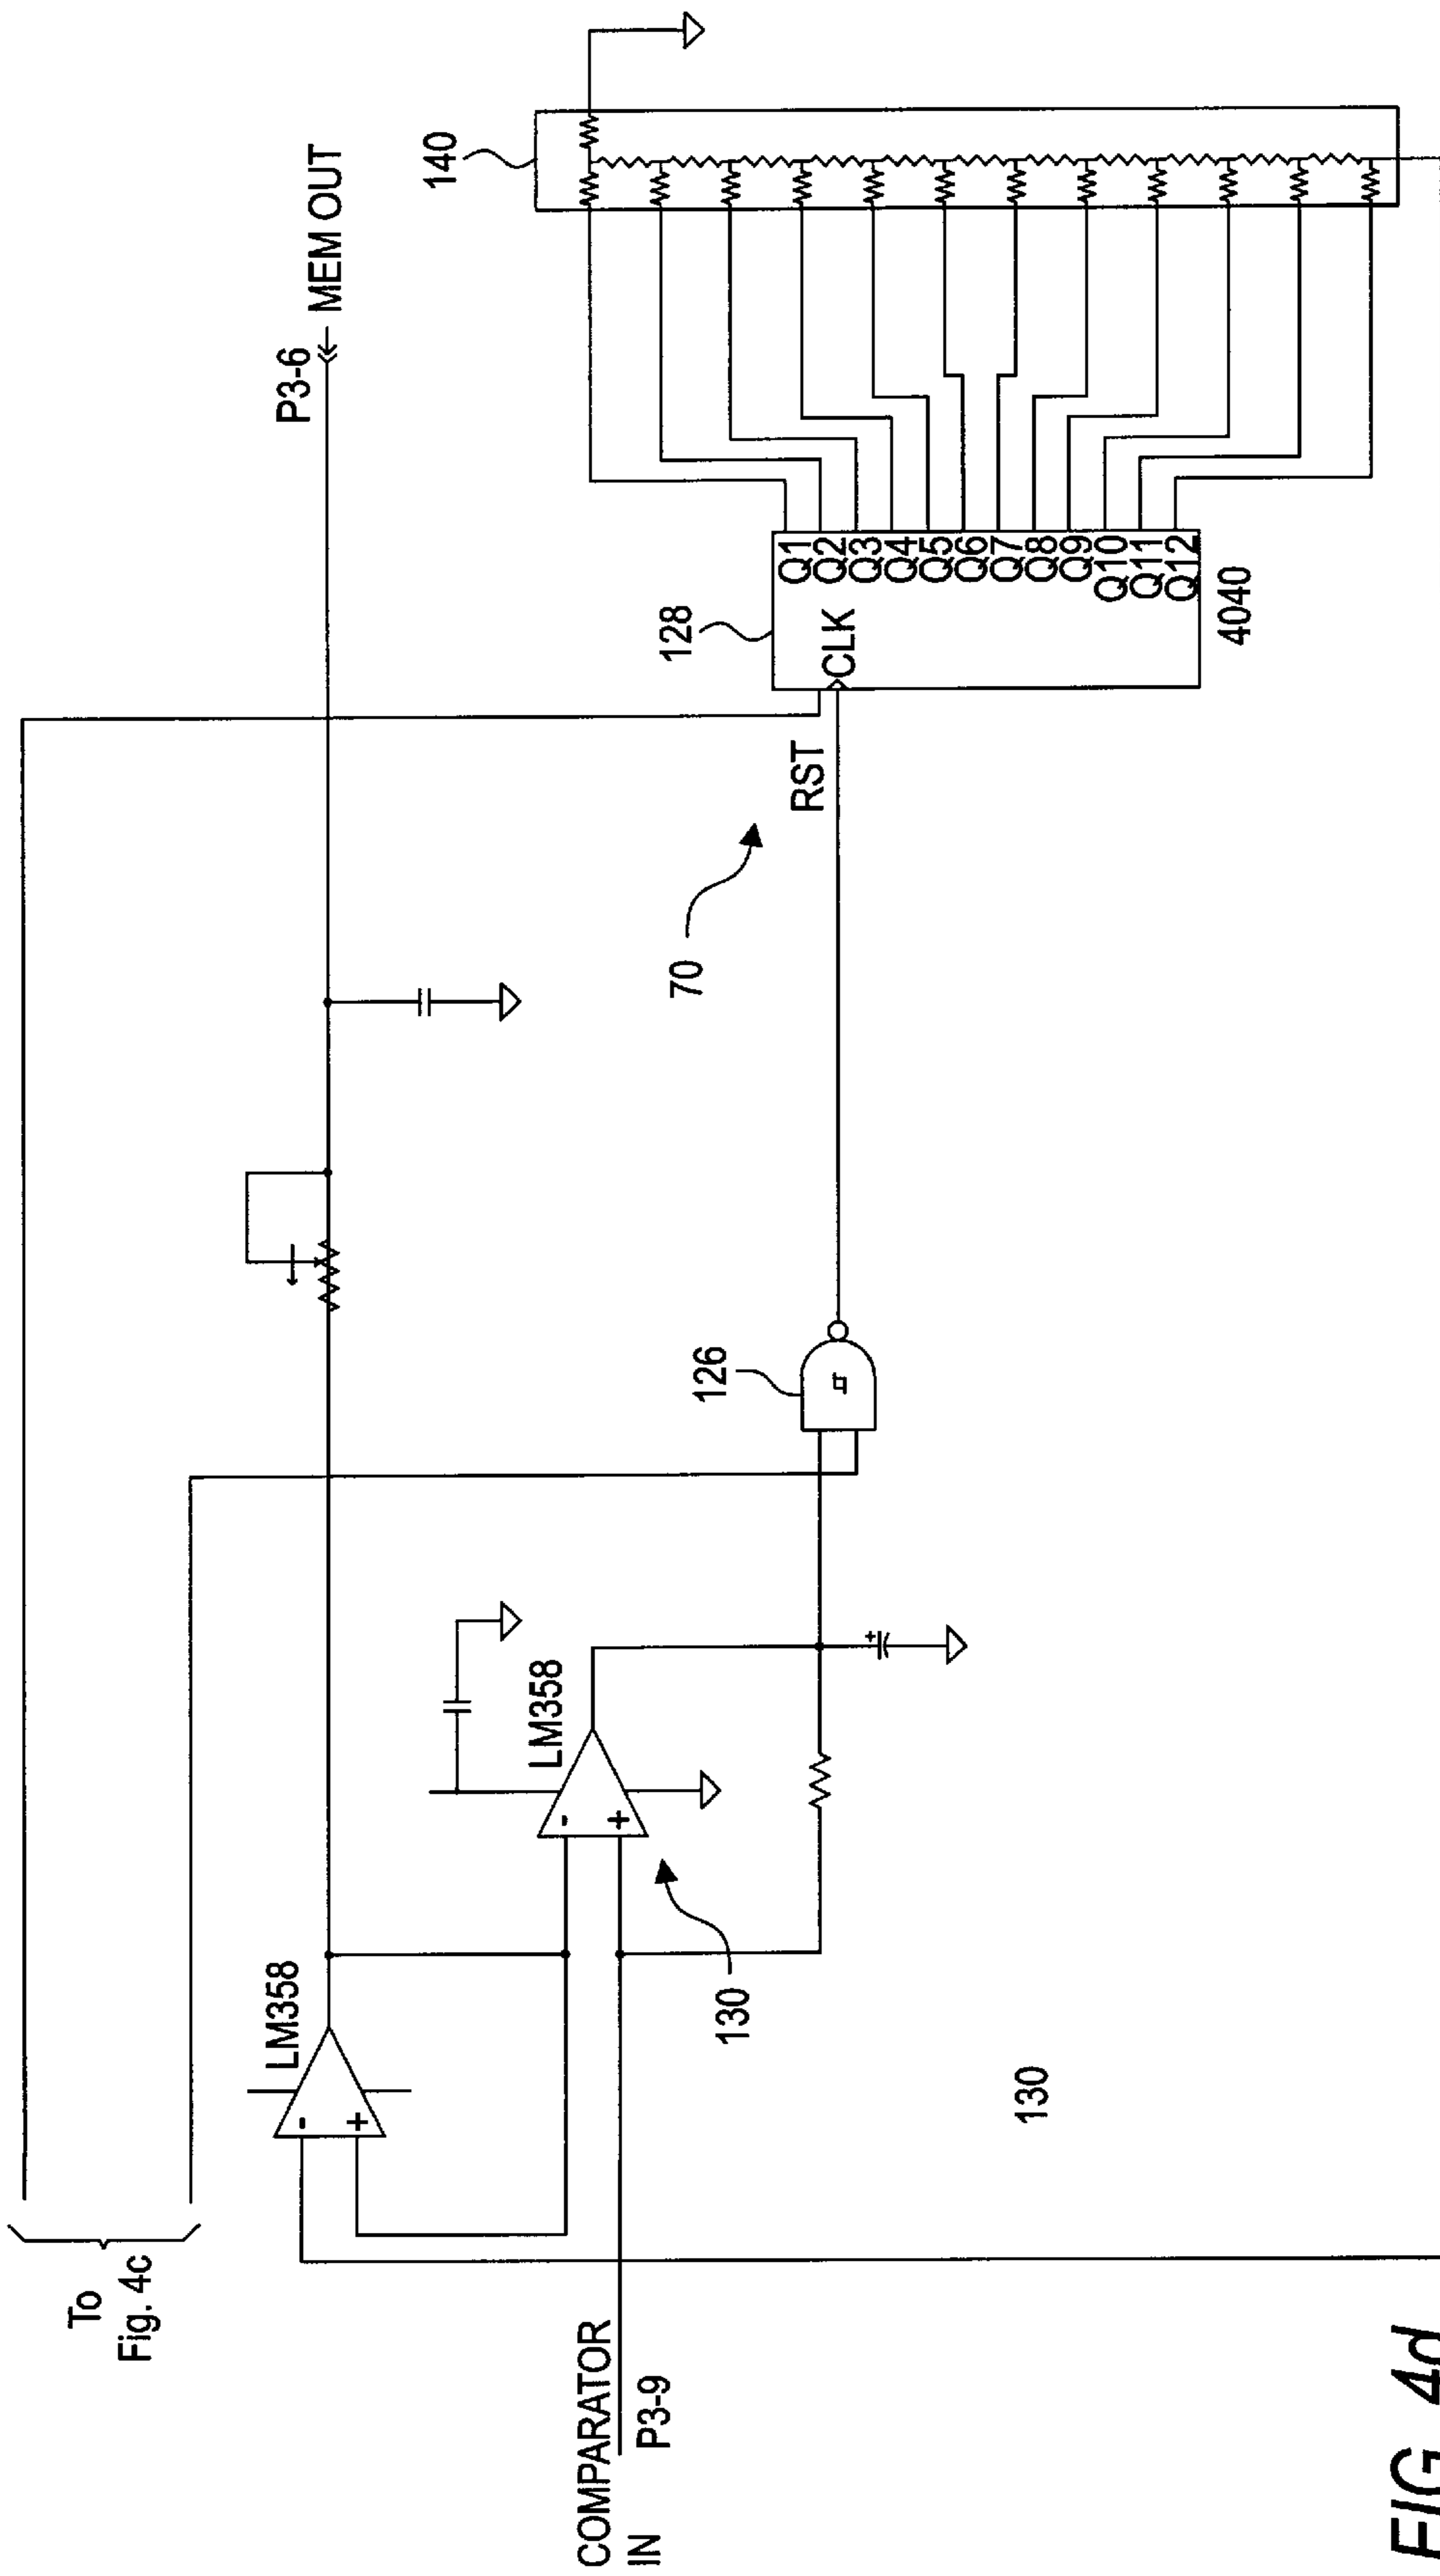 To
Fig. 4c
P3-6
MEM OUT
140
LM358
LM358
-
+
-
+
130
130
COMPARATOR
IN
P3-9
126
70
RST
128
CLK
Q1
Q2
Q3
Q4
Q5
Q6
Q7
Q8
Q9
Q10
Q11
Q12
4040
+
FIG. 4d